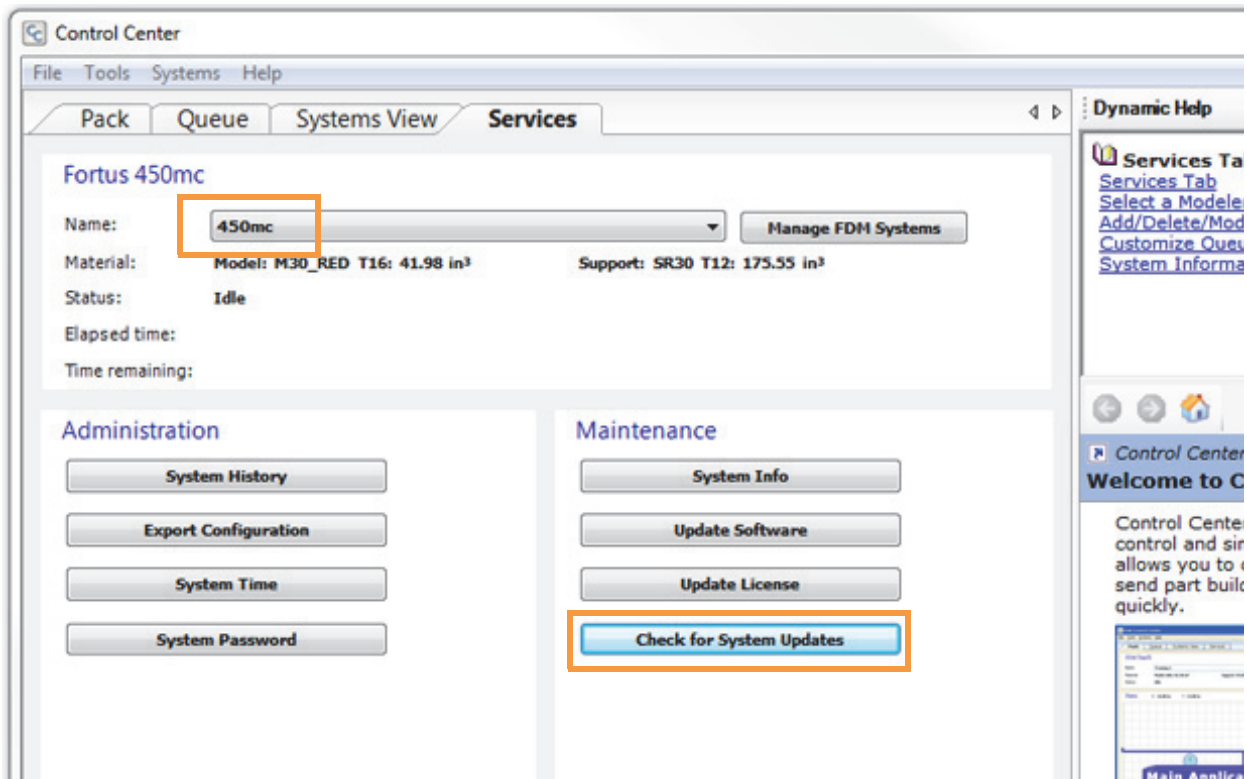 Control Center
File Tools Systems Help
Pack Queue Systems View Services
Fortus 450mc
Name: 450mc Manage FDM Systems
Material: Model: M30_RED T16: 41.98 in³ Support: SR30 T12: 175.55 in³
Status: Idle
Elapsed time:
Time remaining:
Administration
System History
Export Configuration
System Time
System Password
Maintenance
System Info
Update Software
Update License
Check for System Updates
Dynamic Help
Services Ta
Services Tab
Select a Modele
Add/Delete/Mod
Customize Queu
System Informa
Control Center
Welcome to C
Control Center
control and sim
allows you to
send part build
quickly.
Main Applica